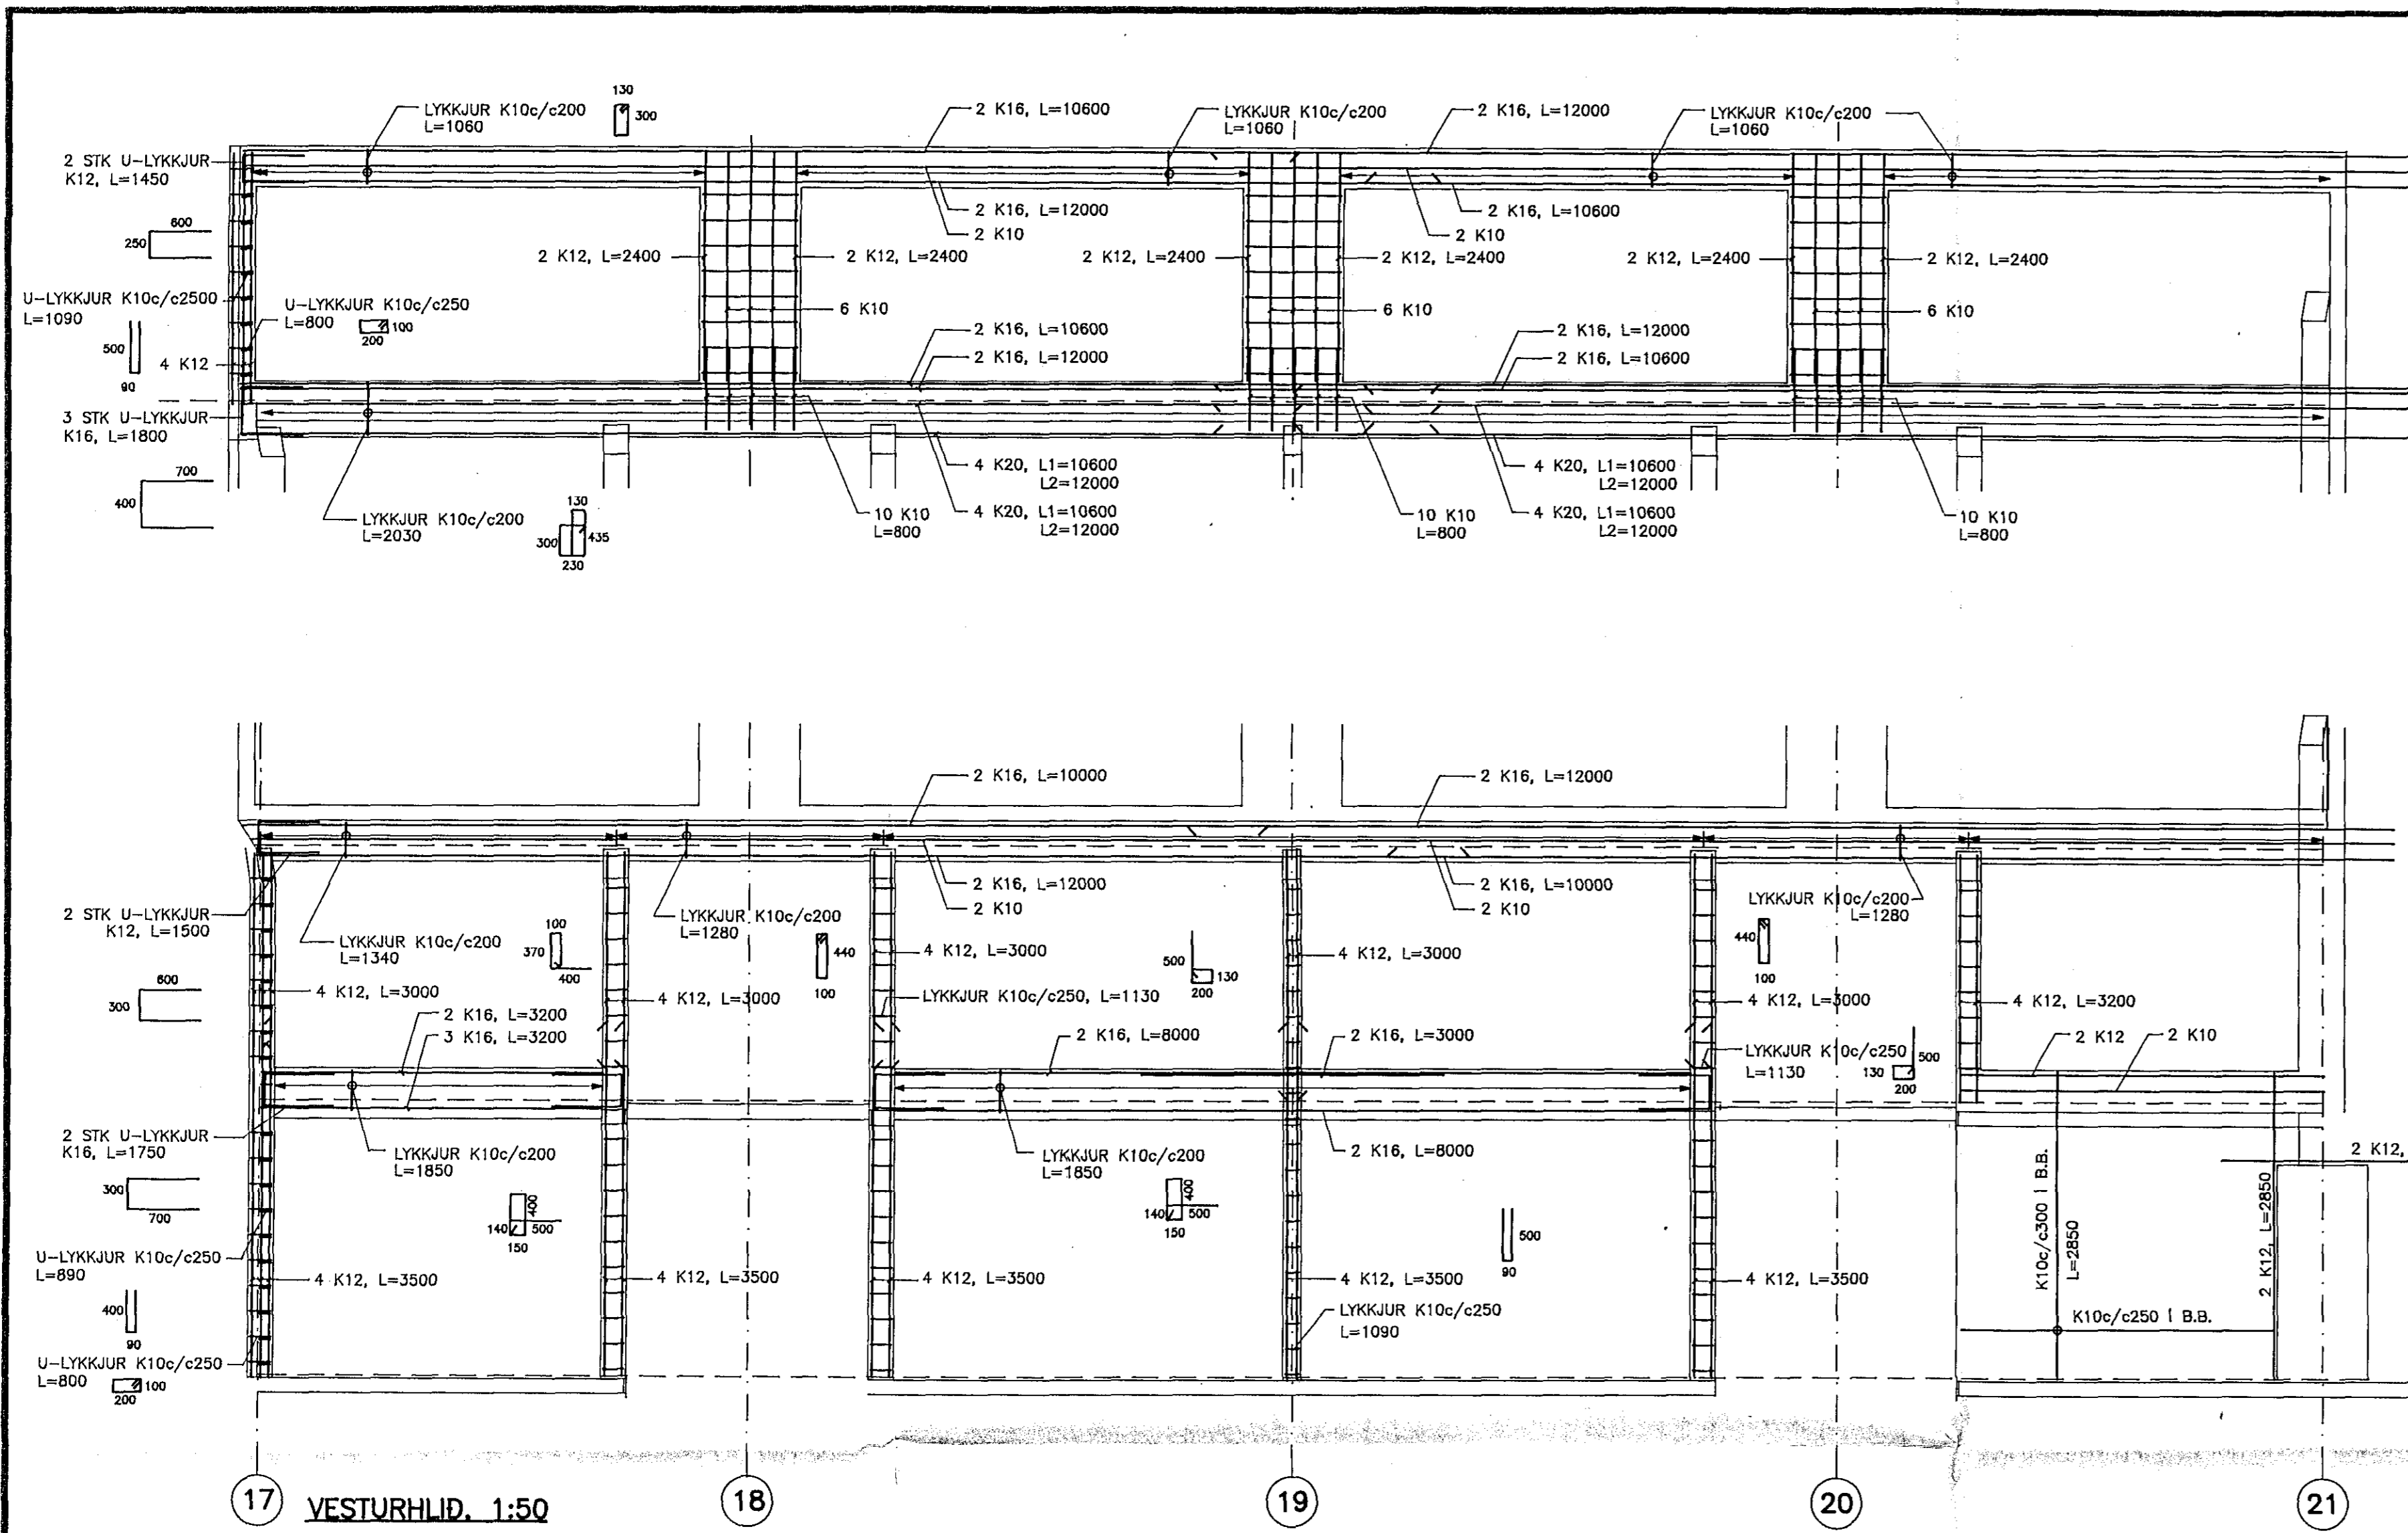 130
LYKKJUR K10c/c200
L=1060
300
2 K16, L=10600
LYKKJUR K10c/c200
L=1060
2 K16, L=12000
LYKKJUR K10c/c200
L=1060
2 STK U-LYKKJUR
K12, L=1450
2 K16, L=12000
2 K10
2 K16, L=10600
2 K10
600
250
2 K12, L=2400
2 K12, L=2400
2 K12, L=2400
2 K12, L=2400
2 K12, L=2400
2 K12, L=2400
U-LYKKJUR K10c/c2500
L=1090
U-LYKKJUR K10c/c250
L=800
100
200
6 K10
6 K10
6 K10
500
90
4 K12
2 K16, L=10600
2 K16, L=12000
2 K16, L=12000
2 K16, L=10600
3 STK U-LYKKJUR
K16, L=1800
700
400
4 K20, L1=10600
L2=12000
4 K20, L1=10600
L2=12000
LYKKJUR K10c/c200
L=2030
130
300
435
230
10 K10
L=800
4 K20, L1=10600
L2=12000
10 K10
L=800
4 K20, L1=10600
L2=12000
10 K10
L=800
2 K16, L=10000
2 K16, L=12000
2 K16, L=12000
2 K10
2 K16, L=10000
2 K10
2 STK U-LYKKJUR
K12, L=1500
LYKKJUR K10c/c200
L=1340
100
370
400
LYKKJUR K10c/c200
L=1280
440
100
4 K12, L=3000
500
130
200
4 K12, L=3000
LYKKJUR K10c/c200
L=1280
440
100
600
300
4 K12, L=3000
4 K12, L=3000
LYKKJUR K10c/c250, L=1130
4 K12, L=3000
4 K12, L=3200
2 K16, L=3200
3 K16, L=3200
2 K16, L=8000
2 K16, L=3000
LYKKJUR K10c/c250
L=1130
500
130
200
2 K12
2 K10
2 STK U-LYKKJUR
K16, L=1750
300
700
LYKKJUR K10c/c200
L=1850
400
140
500
150
LYKKJUR K10c/c200
L=1850
400
140
500
150
2 K16, L=8000
500
90
2 K12,
K10c/c300 I B.B.
L=2850
2 K12, L=2850
U-LYKKJUR K10c/c250
L=890
400
90
4 K12, L=3500
4 K12, L=3500
4 K12, L=3500
4 K12, L=3500
4 K12, L=3500
LYKKJUR K10c/c250
L=1090
K10c/c250 I B.B.
U-LYKKJUR K10c/c250
L=800
100
200
17
VESTURHLID. 1:50
18
19
20
21